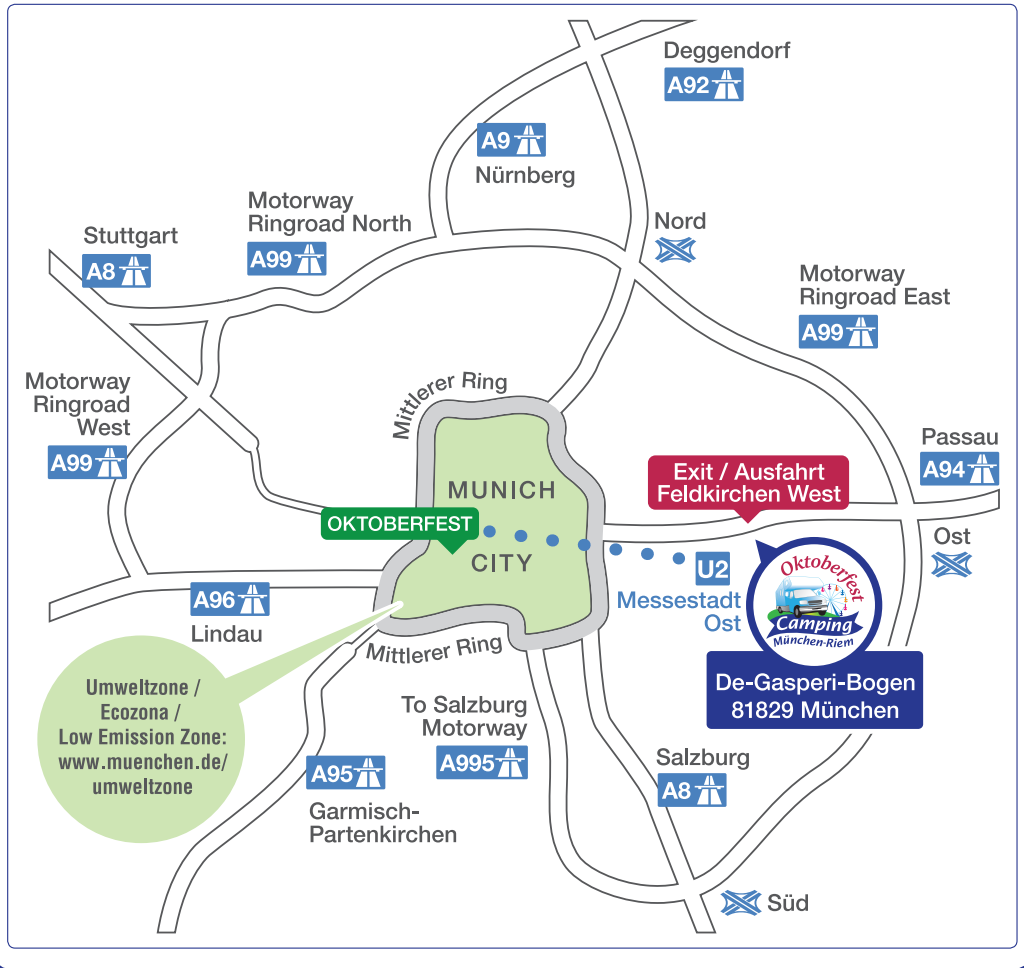 Deggendorf
A92
A9
Nürnberg
Motorway
Ringroad North
A99
Nord
Stuttgart
A8
Motorway
Ringroad East
A99
Motorway
Ringroad
West
A99
Mittlerer Ring
Passau
A94
Exit / Ausfahrt
Feldkirchen West
MUNICH
CITY
OKTOBERFEST
Ost
U2
Messestadt
Ost
Oktoberfest
Camping
München-Riem
De-Gasperi-Bogen
81829 München
A96
Lindau
Mittlerer Ring
Umweltzone /
Ecozona /
Low Emission Zone:
www.muenchen.de/
umweltzone
To Salzburg
Motorway
A995
A95
Garmisch-
Partenkirchen
Salzburg
A8
Süd